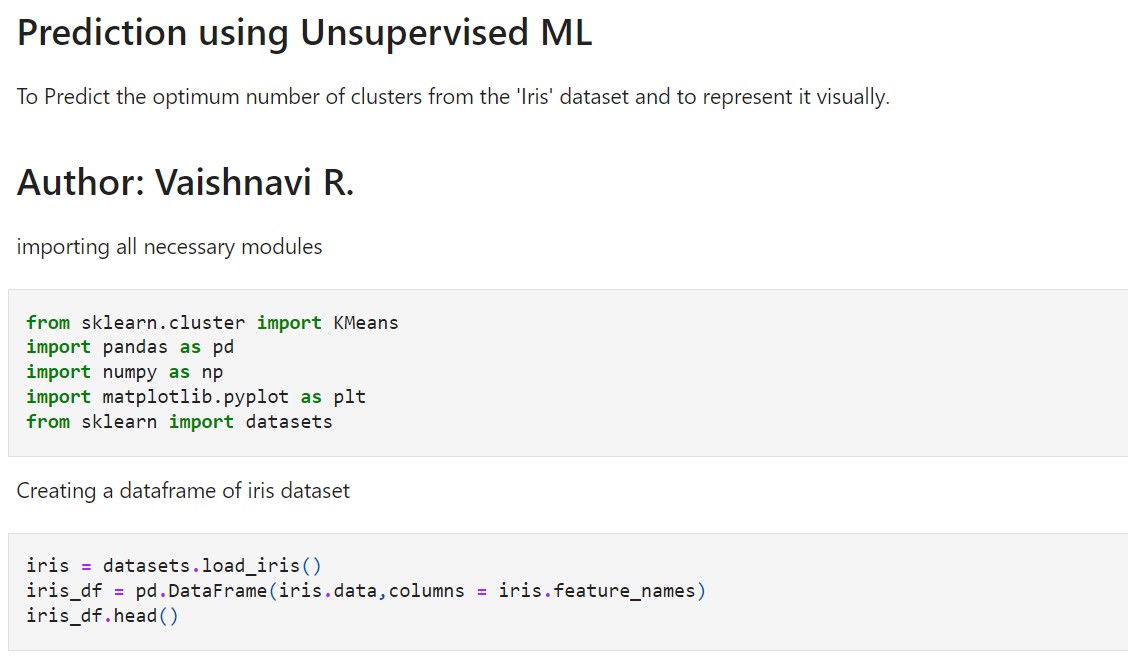 Prediction using Unsupervised ML
To Predict the optimum number of clusters from the 'Iris' dataset and to represent it visually.
Author: Vaishnavi R.
importing all necessary modules
from sklearn.cluster import KMeans
import pandas as pd
import numpy as np
import matplotlib.pyplot as plt
from sklearn import datasets
Creating a dataframe of iris dataset
iris = datasets.load_iris()
iris_df = pd.DataFrame(iris.data,columns = iris.feature_names)
iris_df.head()